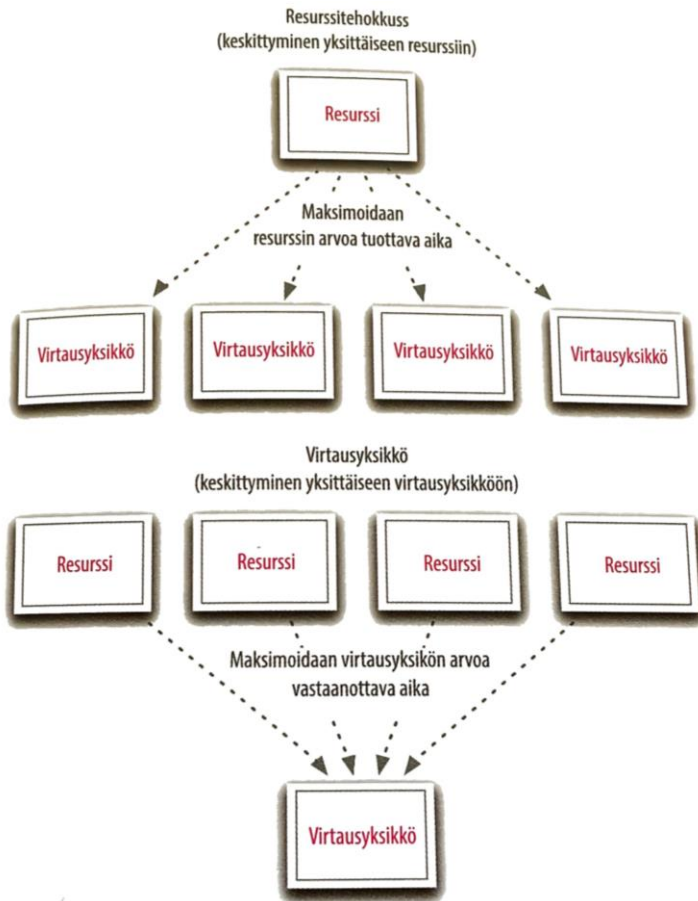 Resurssitehokkuss
(keskittyminen yksittäiseen resurssiin)
Resurssi
Maksimoidaan
resurssin arvoa tuottava aika
Virtausyksikkö
Virtausyksikkö
Virtausyksikkö
Virtausyksikkö
Virtausyksikkö
(keskittyminen yksittäiseen virtausyksikköön)
Resurssi
Resurssi
Resurssi
Resurssi
Maksimoidaan virtausyksikön arvoa
vastaanottava aika
Virtausyksikkö